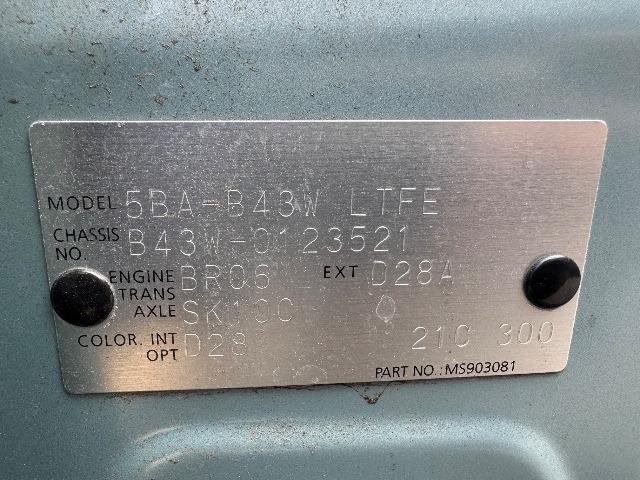 MODEL 5BA-B43W LTFE
CHASSIS NO. B43W-0123521
ENGINE BR06 EXT D28A
TRANS AXLE SK10C
COLOR. INT OPT D28 21C 300
PART NO.: MS903081